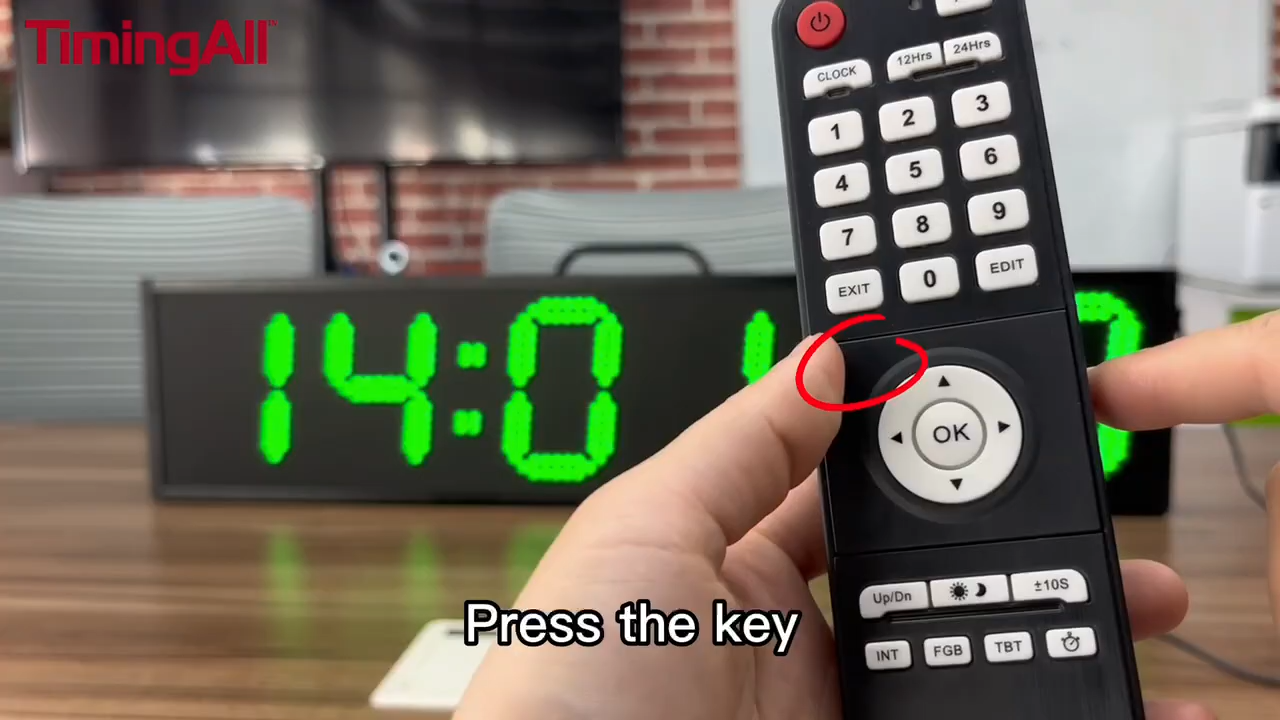 TimingAll
CLOCK
12Hrs
24Hrs
1
2
3
4
5
6
7
8
9
EXIT
0
EDIT
14:0
OK
Up/Dn
±10S
INT
FGB
TBT
Press the key